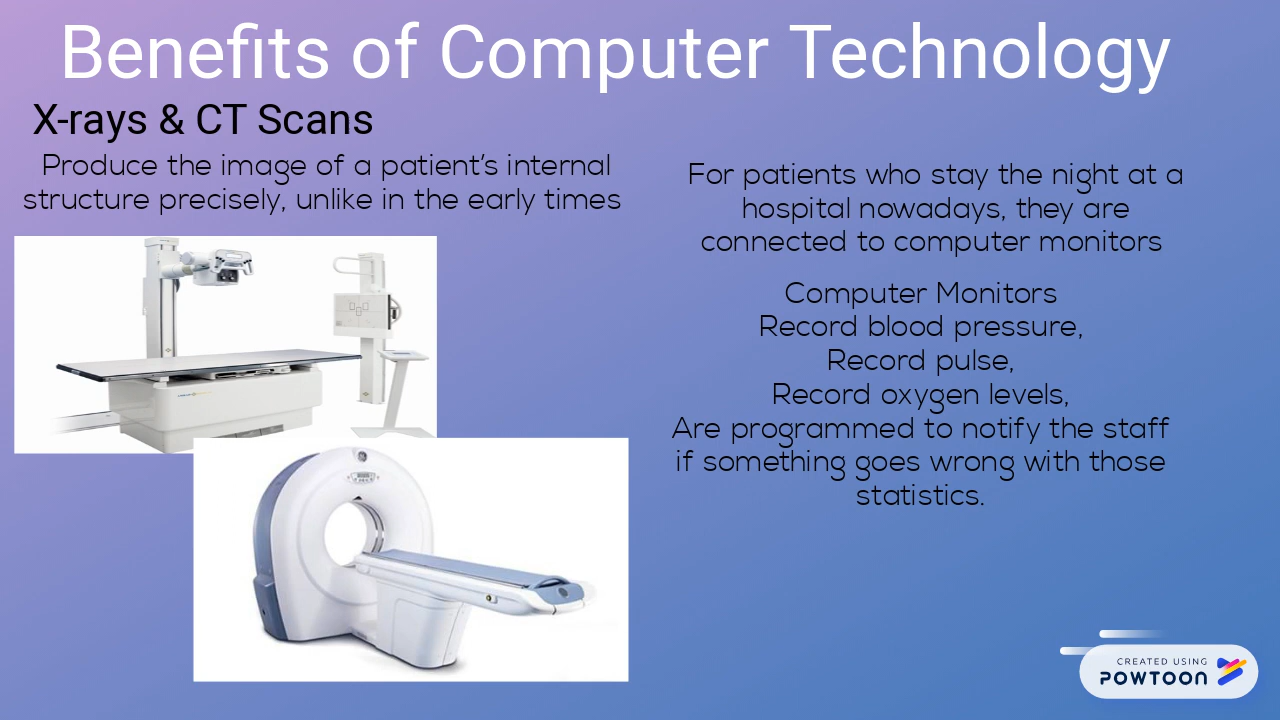 Benefits of Computer Technology
X-rays & CT Scans
Produce the image of a patient's internal
structure precisely, unlike in the early times
For patients who stay the night at a
hospital nowadays, they are
connected to computer monitors
Computer Monitors
Record blood pressure,
Record pulse,
Record oxygen levels,
Are programmed to notify the staff
if something goes wrong with those
statistics.
CREATED USING
POWTOON